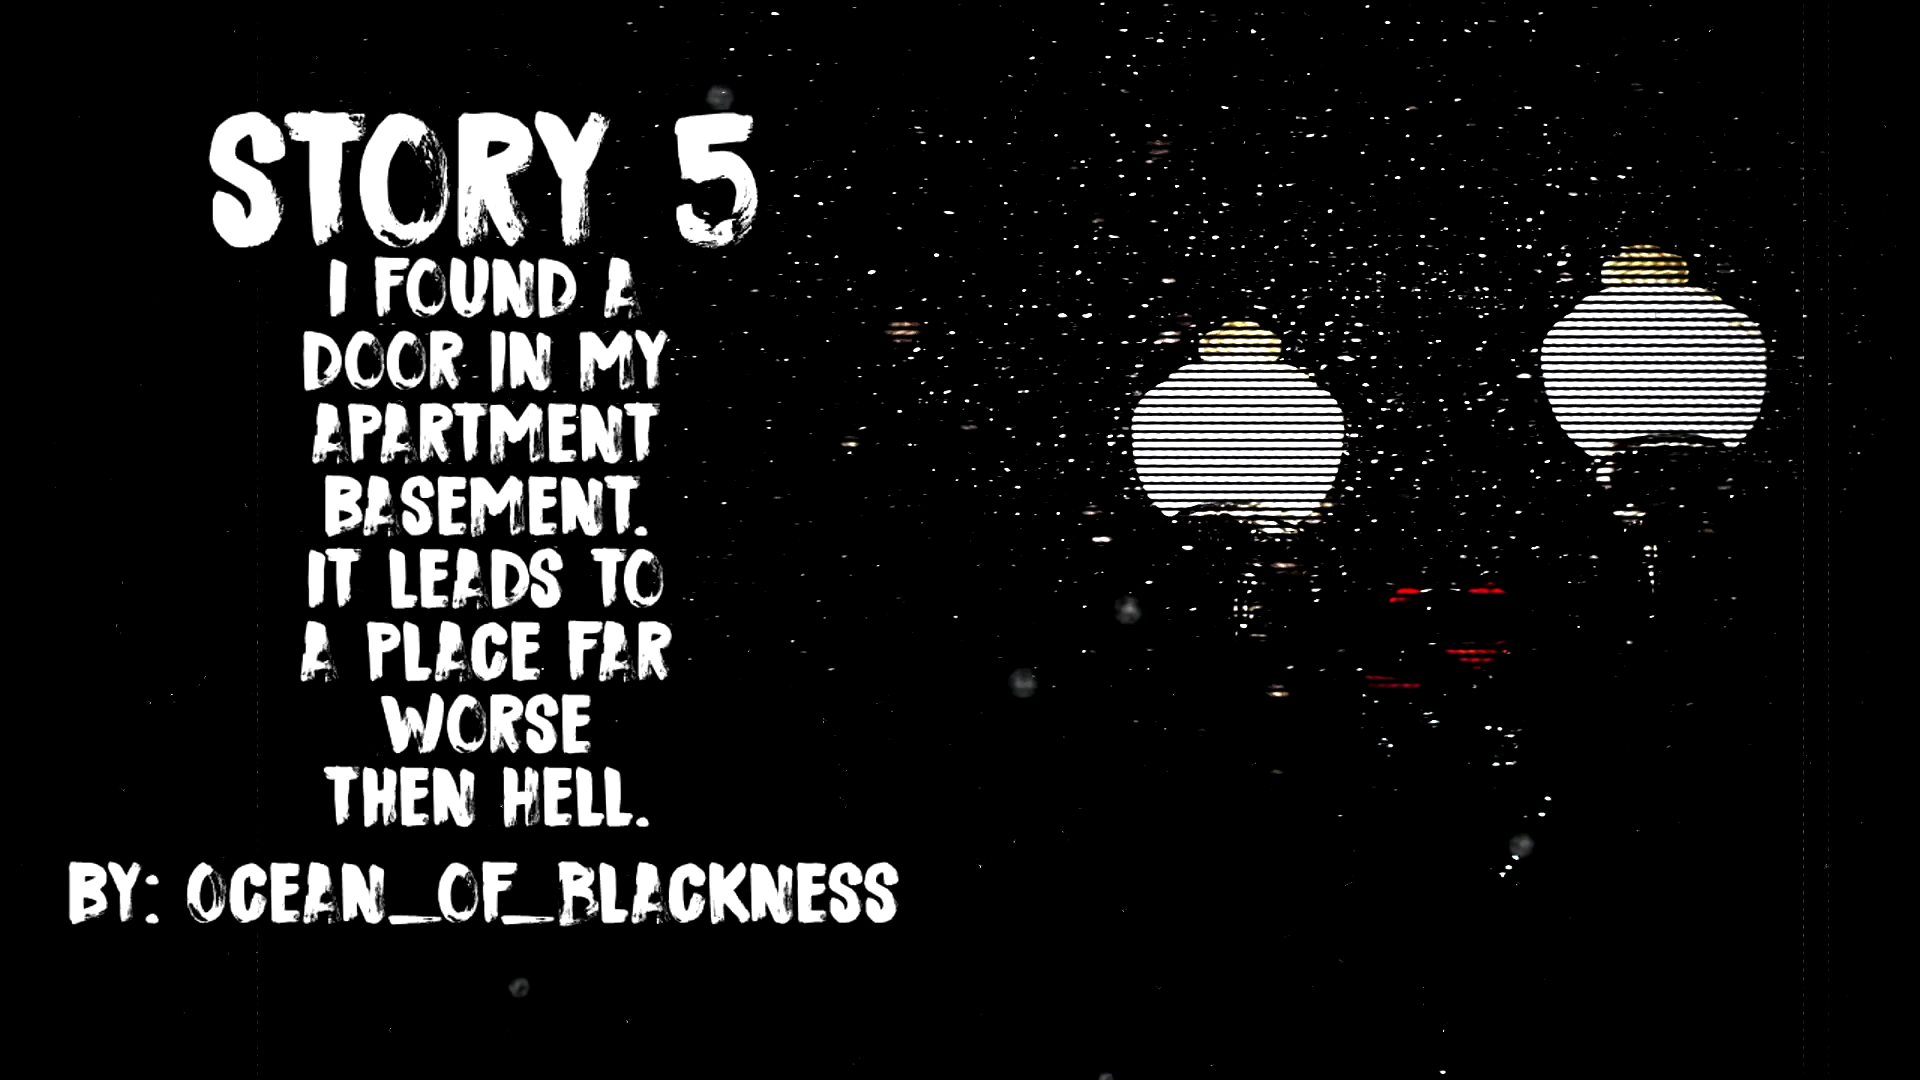 STORY 5
I FOUND A
DOOR IN MY
APARTMENT
BASEMENT.
IT LEADS TO
A PLACE FAR
WORSE
THEN HELL.
BY: OCEAN_OF_BLACKNESS